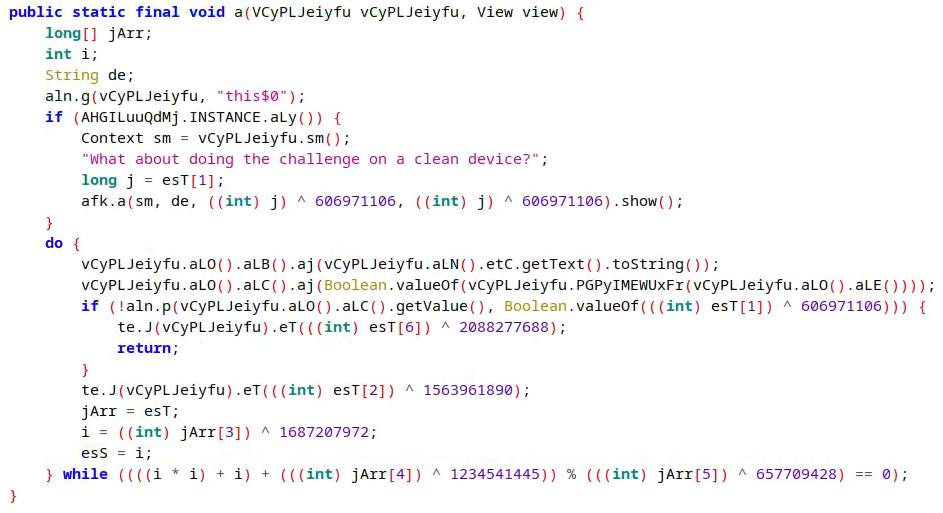 public static final void a(VCyPLJeiyfu vCyPLJeiyfu, View view) {
    long[] jArr;
    int i;
    String de;
    aln.g(vCyPLJeiyfu, "this$0");
    if (AHGILuuQdMj.INSTANCE.aLy()) {
        Context sm = vCyPLJeiyfu.sm();
        "What about doing the challenge on a clean device?";
        long j = esT[1];
        afk.a(sm, de, ((int) j) ^ 606971106, ((int) j) ^ 606971106).show();
    }
    do {
        vCyPLJeiyfu.aLO().aLB().aj(vCyPLJeiyfu.aLN().etC.getText().toString());
        vCyPLJeiyfu.aLO().aLC().aj(Boolean.valueOf(vCyPLJeiyfu.PGPyIMEWUxFr(vCyPLJeiyfu.aLO().aLE())));
        if (!aln.p(vCyPLJeiyfu.aLO().aLC().getValue(), Boolean.valueOf(((int) esT[1]) ^ 606971106))) {
            te.J(vCyPLJeiyfu).eT(((int) esT[6]) ^ 2088277688);
            return;
        }
        te.J(vCyPLJeiyfu).eT(((int) esT[2]) ^ 1563961890);
        jArr = esT;
        i = ((int) jArr[3]) ^ 1687207972;
        esS = i;
    } while ((((i * i) + i) + (((int) jArr[4]) ^ 1234541445)) % (((int) jArr[5]) ^ 657709428) == 0);
}